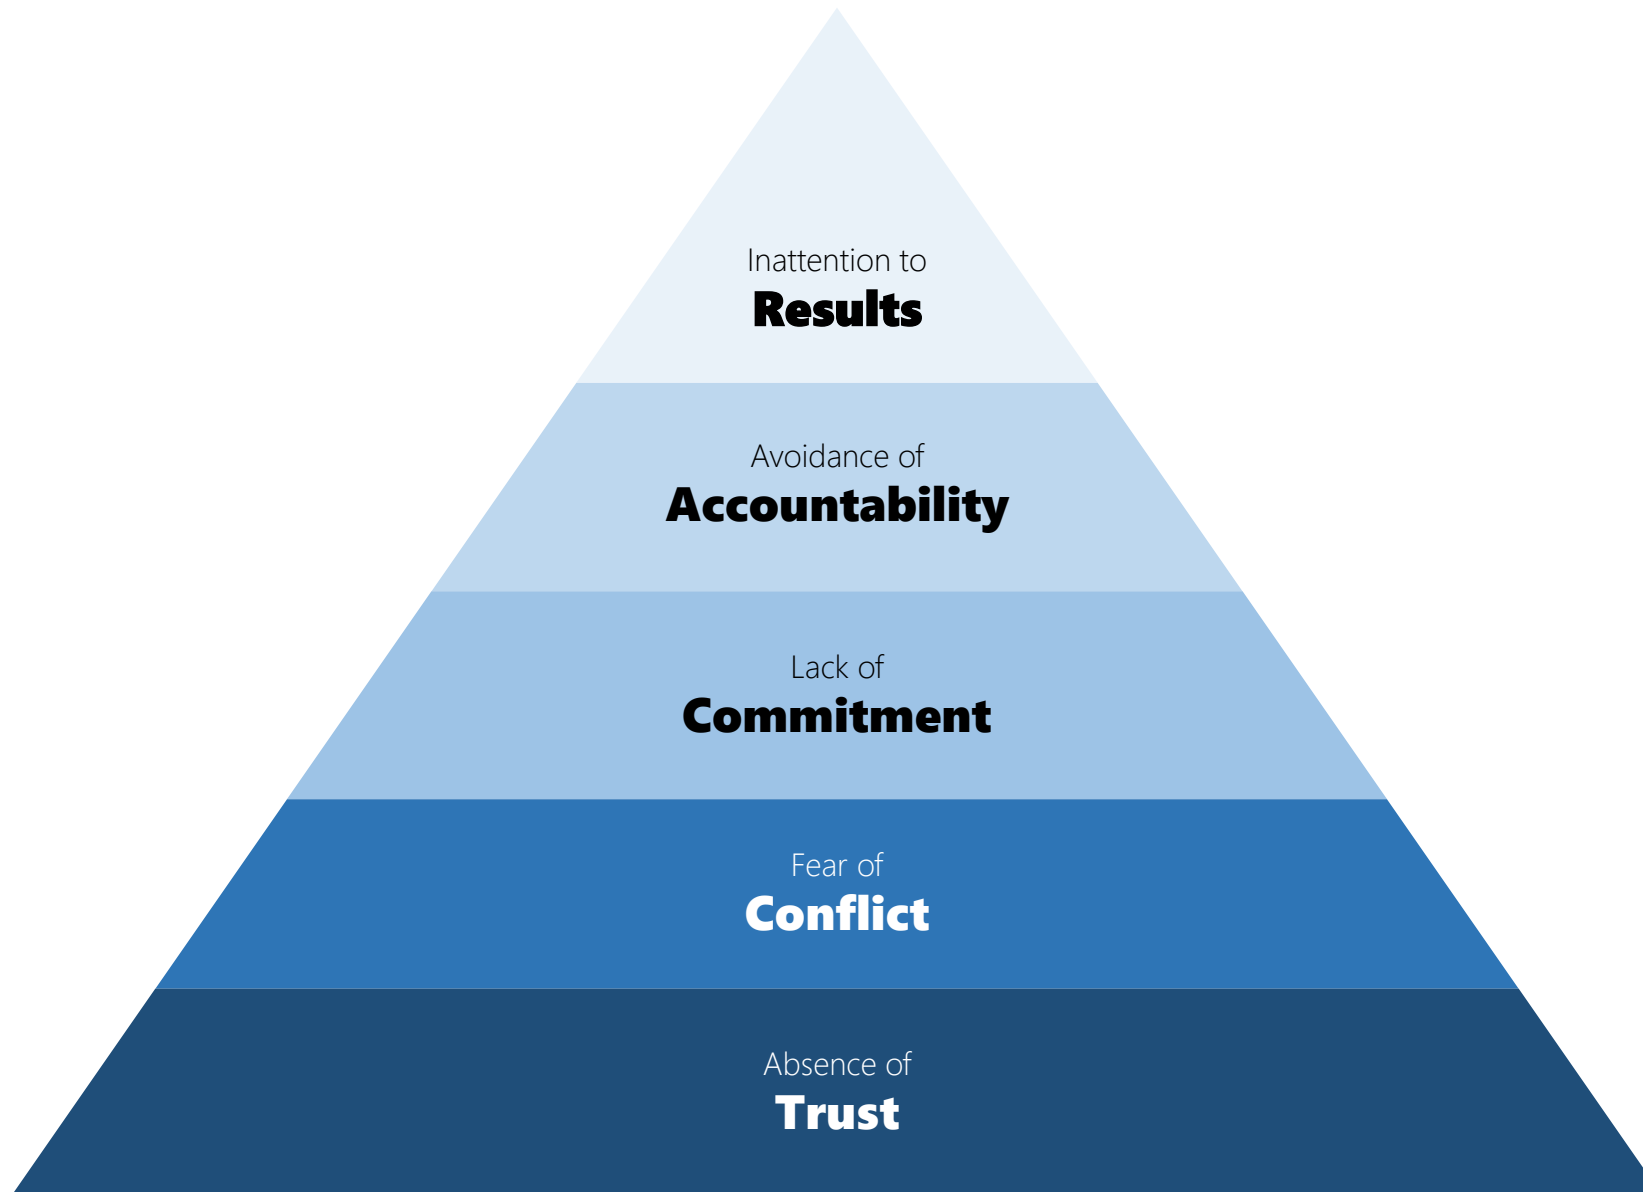 Inattention to
Results
Avoidance of
Accountability
Lack of
Commitment
Fear of
Conflict
Absence of
Trust